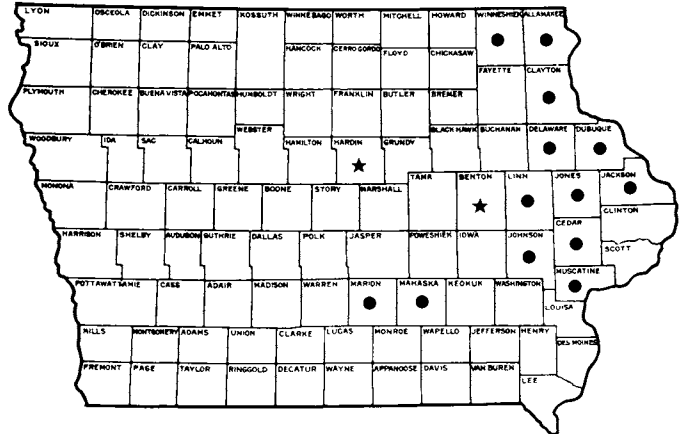 LYON OSCEOLA DICKINSON EMMET KOSSUTH WINNEBAGO WORTH MITCHELL HOWARD WINNESHIEK ALLAMAKEE
SIOUX O'BRIEN CLAY PALO ALTO HANCOCK CERRO GORDO FLOYD CHICKASAW
FAYETTE CLAYTON
PLYMOUTH CHEROKEE BUENA VISTA POCAHONTAS HUMBOLDT WRIGHT FRANKLIN BUTLER BREMER
WEBSTER
WOODBURY IDA SAC CALHOUN HAMILTON HARDIN GRUNDY BLACK HAWK BUCHANAN DELAWARE DUBUQUE
TAMA BENTON LINN JONES JACKSON
MONONA CRAWFORD CARROLL GREENE BOONE STORY MARSHALL
CLINTON
CEDAR
HARRISON SHELBY AUDUBON GUTHRIE DALLAS POLK JASPER POWESHIEK IOWA JOHNSON
SCOTT
MUSCATINE
POTTAWATTAMIE CASS ADAIR MADISON WARREN MARION MAHASKA KEOKUK WASHINGTON
LOUISA
MILLS MONTGOMERY ADAMS UNION CLARKE LUCAS MONROE WAPELLO JEFFERSON HENRY
DES MOINES
FREMONT PAGE TAYLOR RINGGOLD DECATUR WAYNE APPANOOSE DAVIS VAN BUREN
LEE